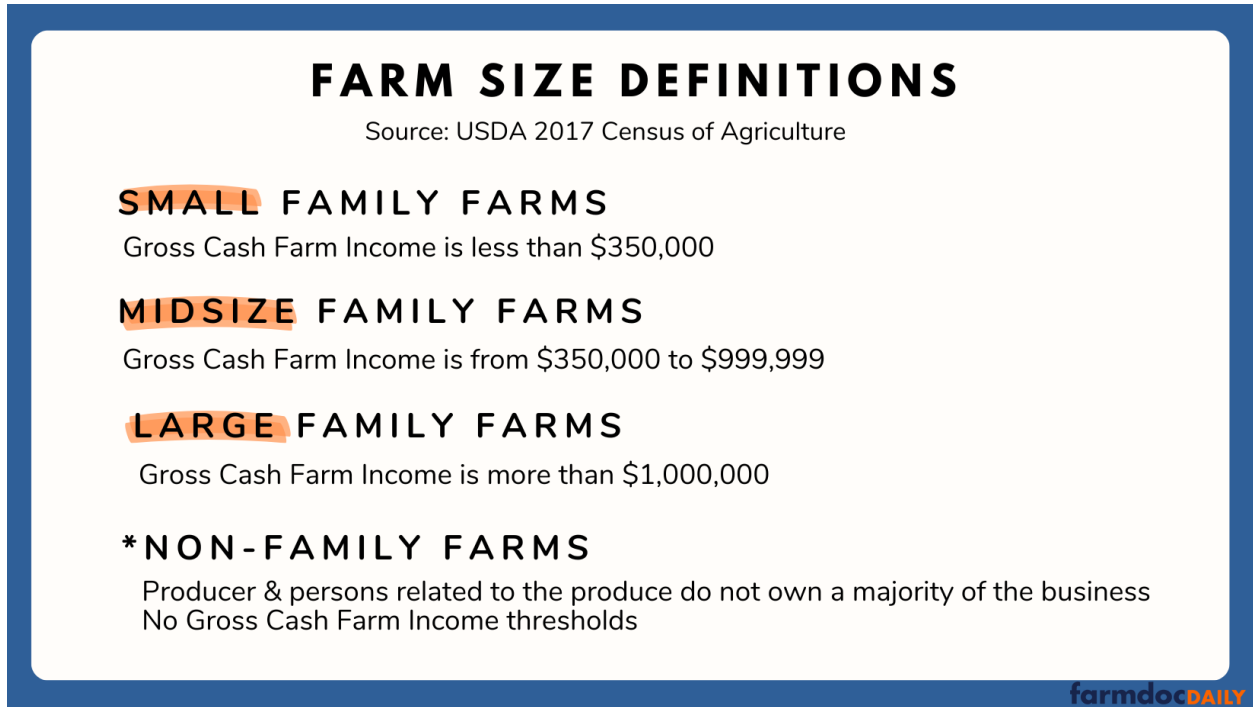 FARM SIZE DEFINITIONS
Source: USDA 2017 Census of Agriculture
SMALL FAMILY FARMS
Gross Cash Farm Income is less than $350,000
MIDSIZE FAMILY FARMS
Gross Cash Farm Income is from $350,000 to $999,999
LARGE FAMILY FARMS
Gross Cash Farm Income is more than $1,000,000
*NON-FAMILY FARMS
Producer & persons related to the produce do not own a majority of the business
No Gross Cash Farm Income thresholds
farmdocDAILY